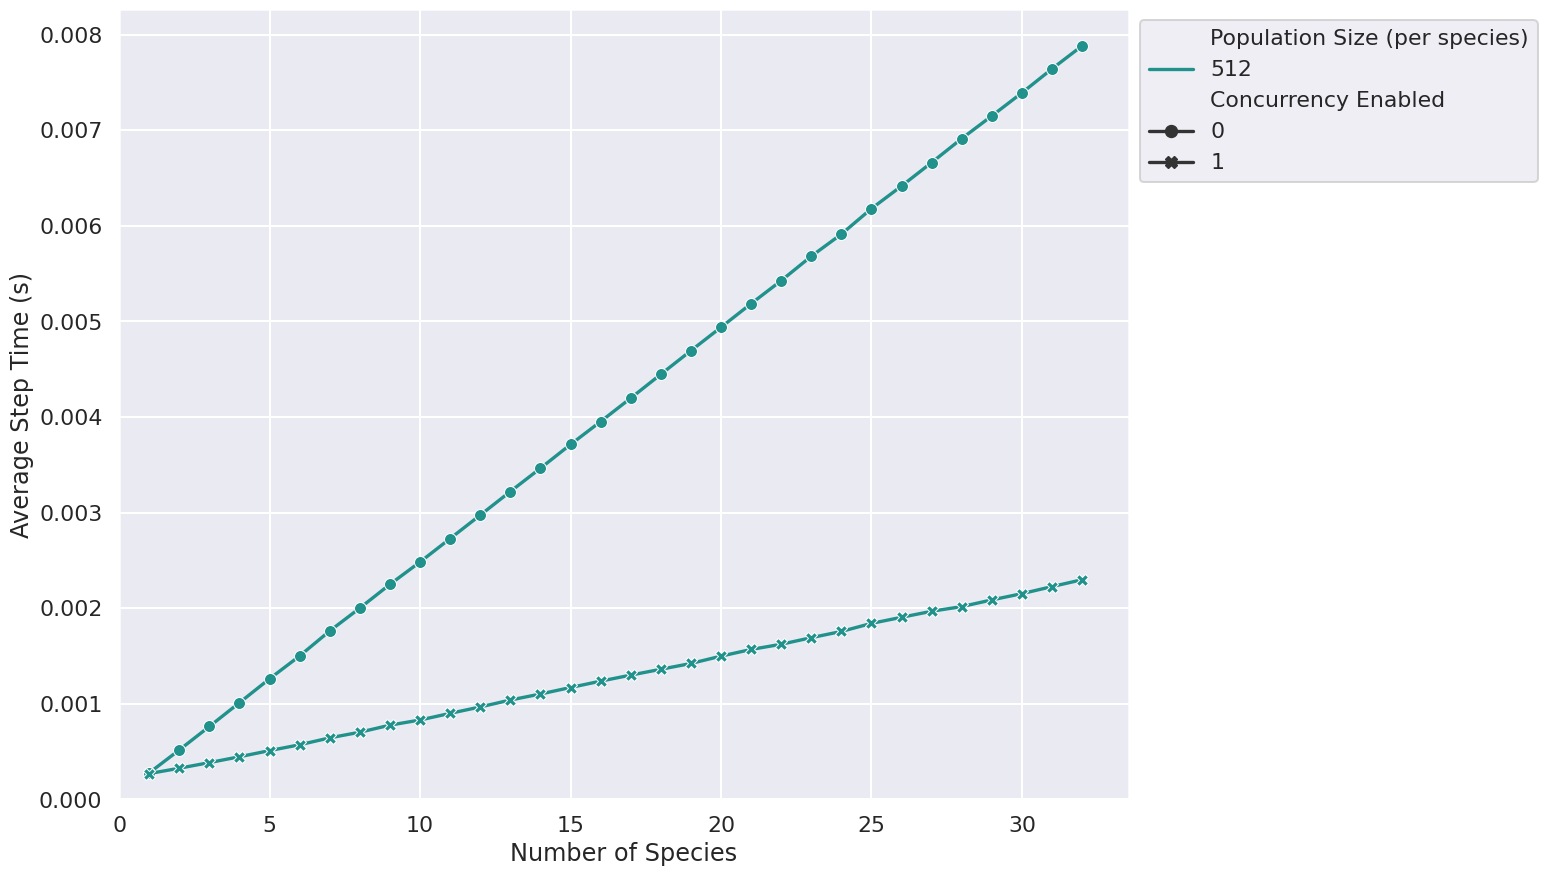 0.008
0.007
0.006
0.005
0.004
0.003
0.002
0.001
0.000
Average Step Time (s)
0 5 10 15 20 25 30
Number of Species
Population Size (per species)
512
Concurrency Enabled
0
1